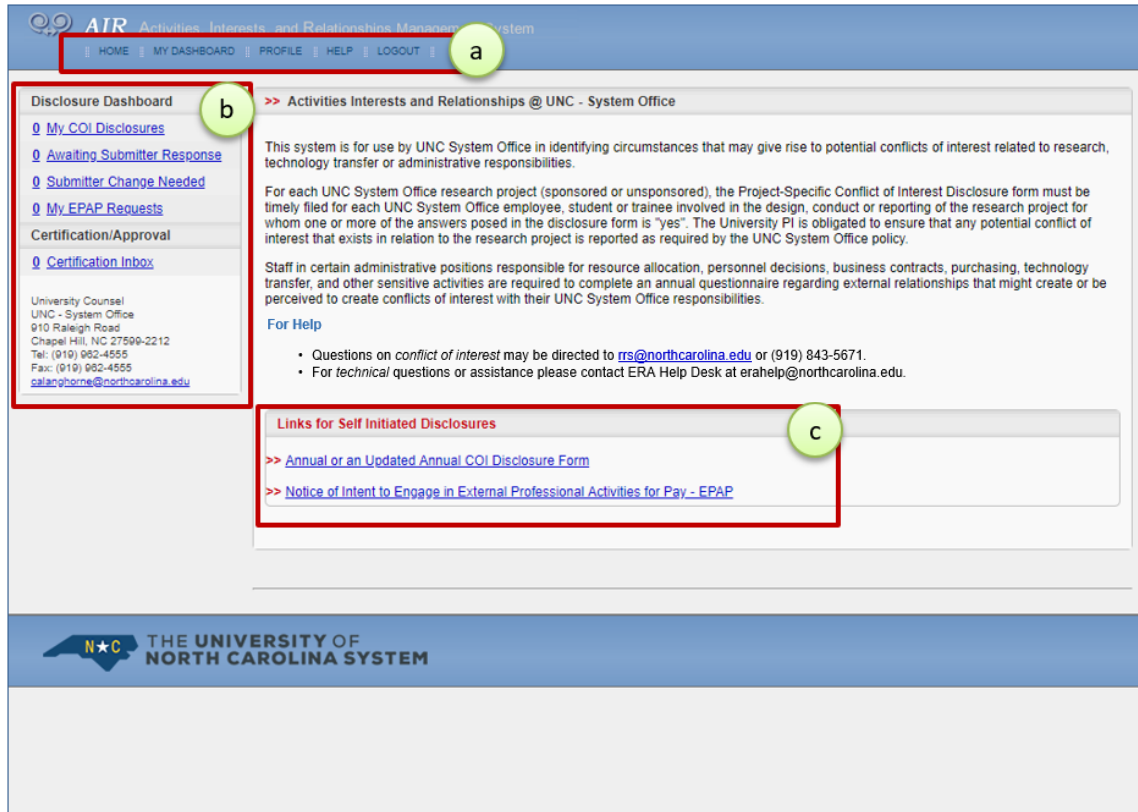 AIR Activities, Interests, and Relationships Management System
|| HOME || MY DASHBOARD || PROFILE || HELP || LOGOUT ||
a
Disclosure Dashboard
b
0 My COI Disclosures
0 Awaiting Submitter Response
0 Submitter Change Needed
0 My EPAP Requests
Certification/Approval
0 Certification Inbox
University Counsel
UNC - System Office
910 Raleigh Road
Chapel Hill, NC 27599-2212
Tel: (919) 962-4555
Fax: (919) 962-4555
calanghorne@northcarolina.edu
>> Activities Interests and Relationships @ UNC - System Office
This system is for use by UNC System Office in identifying circumstances that may give rise to potential conflicts of interest related to research,
technology transfer or administrative responsibilities.
For each UNC System Office research project (sponsored or unsponsored), the Project-Specific Conflict of Interest Disclosure form must be
timely filed for each UNC System Office employee, student or trainee involved in the design, conduct or reporting of the research project for
whom one or more of the answers posed in the disclosure form is "yes". The University PI is obligated to ensure that any potential conflict of
interest that exists in relation to the research project is reported as required by the UNC System Office policy.
Staff in certain administrative positions responsible for resource allocation, personnel decisions, business contracts, purchasing, technology
transfer, and other sensitive activities are required to complete an annual questionnaire regarding external relationships that might create or be
perceived to create conflicts of interest with their UNC System Office responsibilities.
For Help
• Questions on conflict of interest may be directed to rrs@northcarolina.edu or (919) 843-5671.
• For technical questions or assistance please contact ERA Help Desk at erahelp@northcarolina.edu.
Links for Self Initiated Disclosures
c
>> Annual or an Updated Annual COI Disclosure Form
>> Notice of Intent to Engage in External Professional Activities for Pay - EPAP
N★C
THE UNIVERSITY OF
NORTH CAROLINA SYSTEM